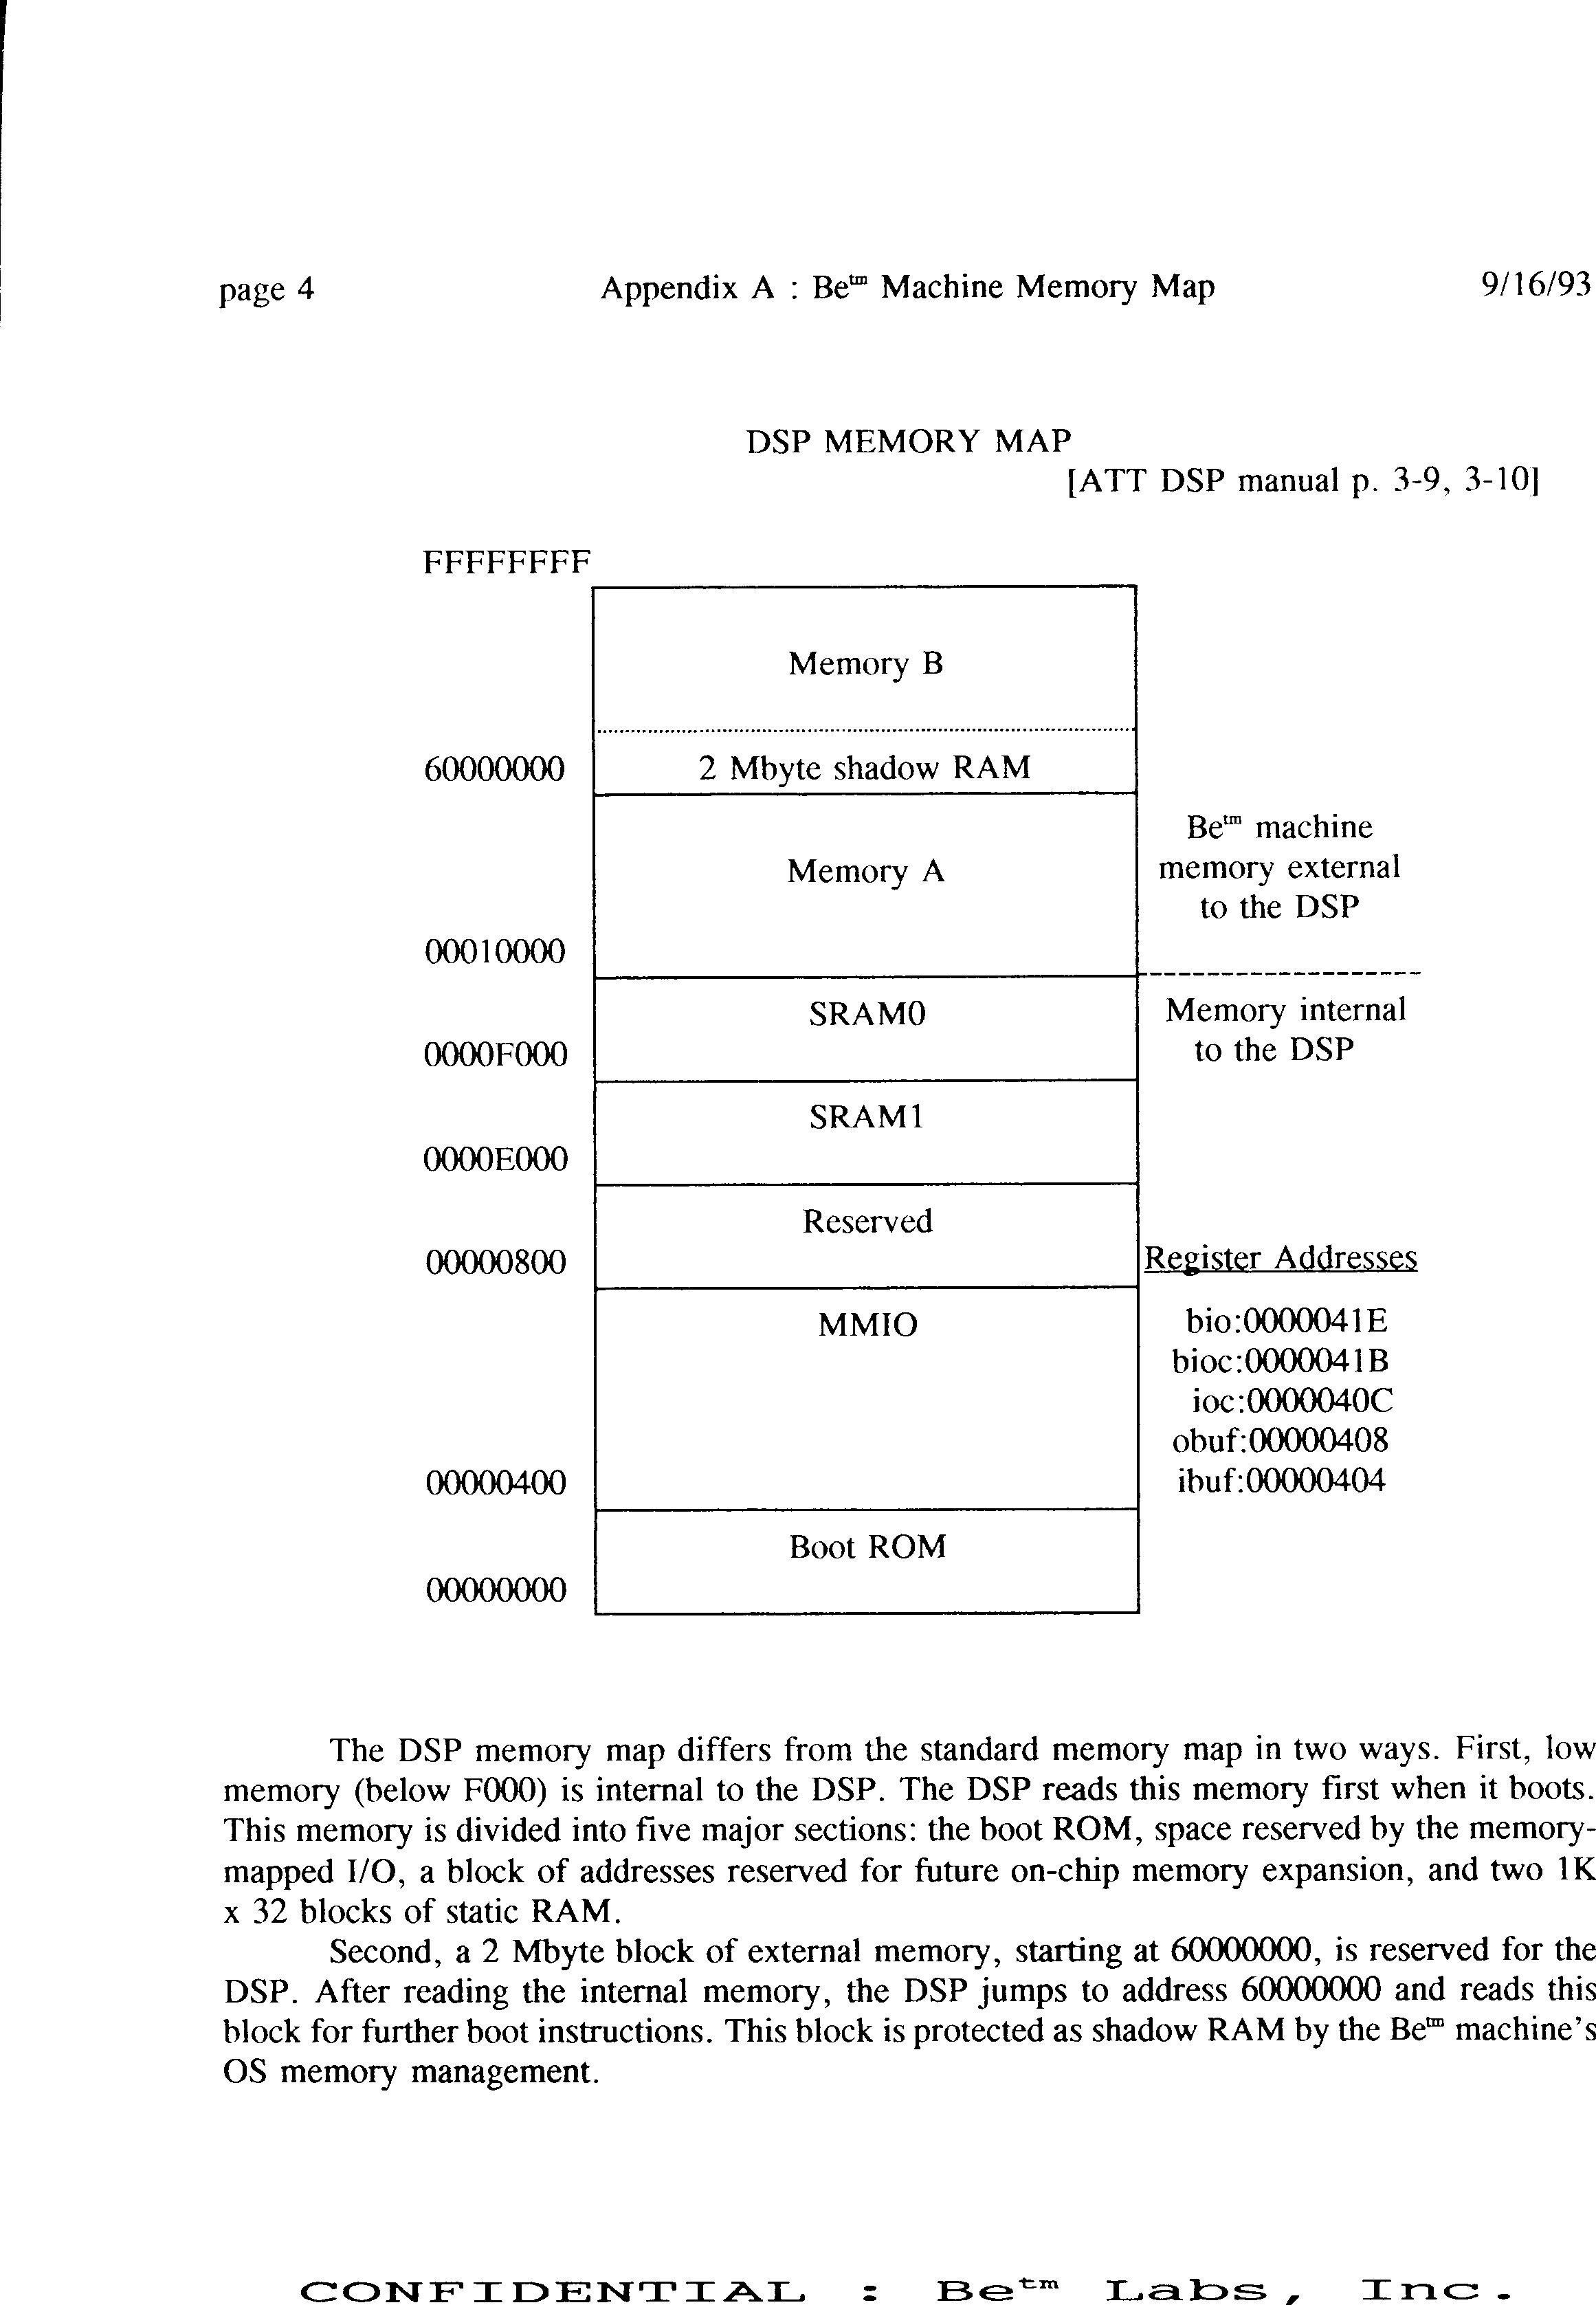 page 4 Appendix A : Be™ Machine Memory Map 9/16/93
DSP MEMORY MAP
[ATT DSP manual p. 3-9, 3-10]
FFFFFFFF
Memory B
60000000 2 Mbyte shadow RAM
Be™ machine
Memory A memory external
to the DSP
00010000
SRAM0 Memory internal
0000F000 to the DSP
SRAM1
0000E000
Reserved
00000800 Register Addresses
MMIO bio:0000041E
bioc:0000041B
ioc:0000040C
obuf:00000408
00000400 ibuf:00000404
Boot ROM
00000000
The DSP memory map differs from the standard memory map in two ways. First, low
memory (below F000) is internal to the DSP. The DSP reads this memory first when it boots.
This memory is divided into five major sections: the boot ROM, space reserved by the memory-
mapped I/O, a block of addresses reserved for future on-chip memory expansion, and two 1K
x 32 blocks of static RAM.
Second, a 2 Mbyte block of external memory, starting at 60000000, is reserved for the
DSP. After reading the internal memory, the DSP jumps to address 60000000 and reads this
block for further boot instructions. This block is protected as shadow RAM by the Be™ machine's
OS memory management.
CONFIDENTIAL : Be™ Labs, Inc.